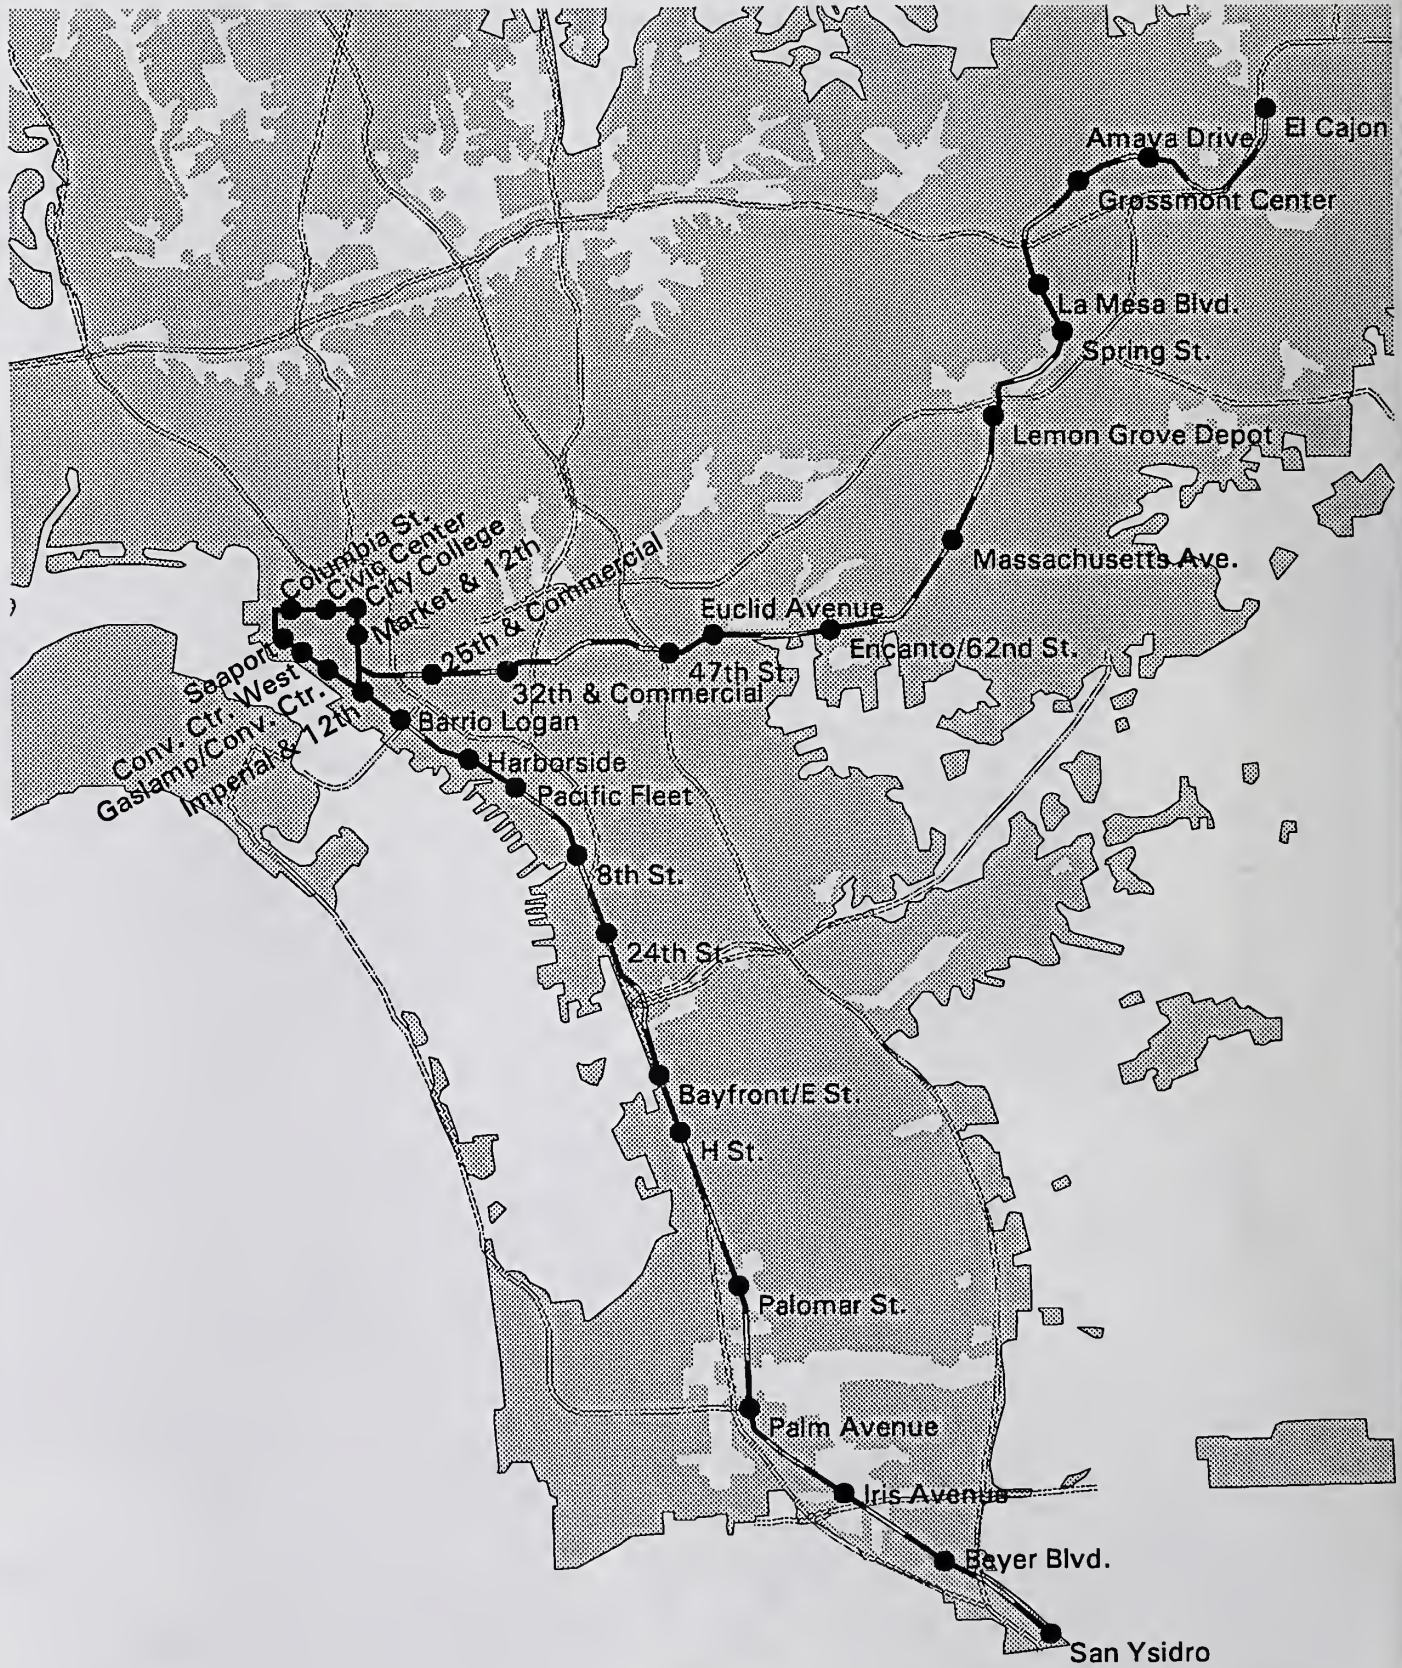 El Cajon
Amaya Drive
Grossmont Center
La Mesa Blvd.
Spring St.
Lemon Grove Depot
Massachusetts Ave.
Columbia St.
Civic Center
City College
Market & 12th
25th & Commercial
Euclid Avenue
Encanto/62nd St.
47th St.
32th & Commercial
Seaport
Conv. Ctr. West
Gaslamp/Conv. Ctr.
Imperial & 12th
Barrio Logan
Harborside
Pacific Fleet
8th St.
24th St.
Bayfront/E St.
H St.
Palomar St.
Palm Avenue
Iris Avenue
Beyer Blvd.
San Ysidro